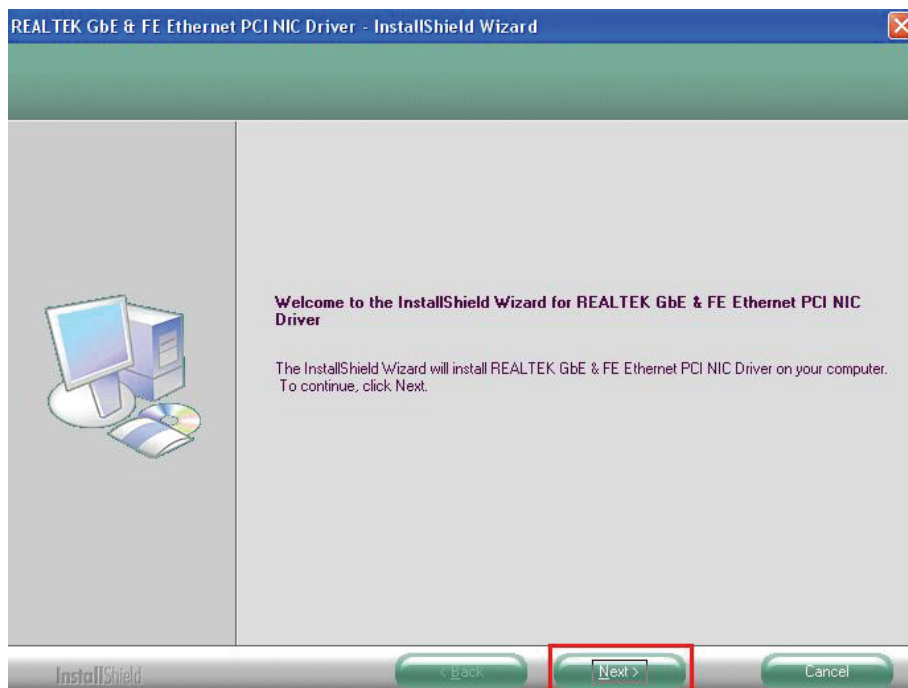 REALTEK GbE & FE Ethernet PCI NIC Driver - InstallShield Wizard
Welcome to the InstallShield Wizard for REALTEK GbE & FE Ethernet PCI NIC
Driver
The InstallShield Wizard will install REALTEK GbE & FE Ethernet PCI NIC Driver on your computer.
To continue, click Next.
InstallShield
< Back
Next >
Cancel